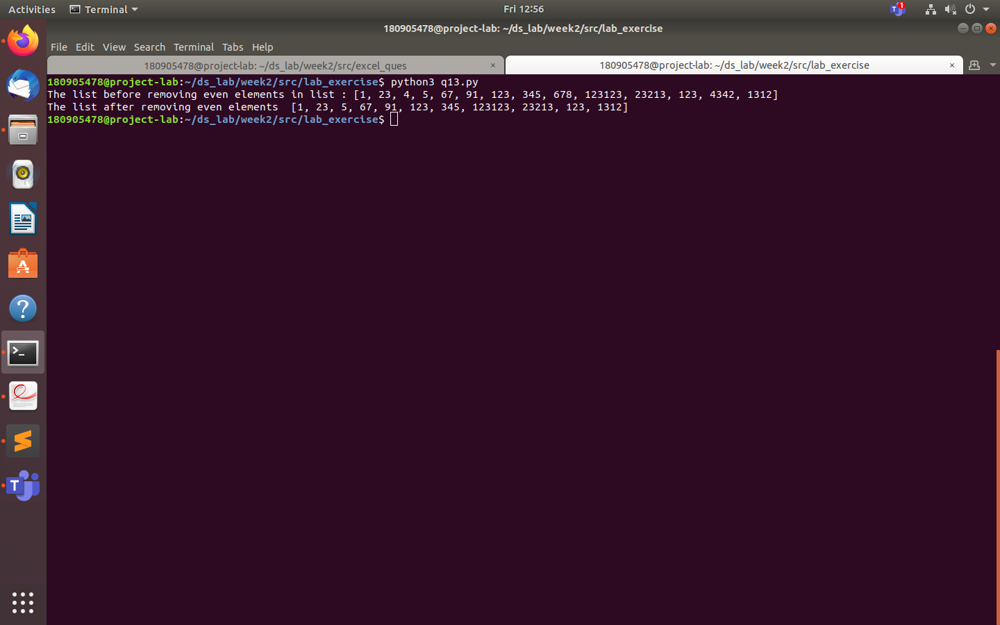 Activities Terminal Fri 12:56 1
180905478@project-lab: ~/ds_lab/week2/src/lab_exercise
File Edit View Search Terminal Tabs Help
180905478@project-lab: ~/ds_lab/week2/src/excel_ques × 180905478@project-lab: ~/ds_lab/week2/src/lab_exercise ×
180905478@project-lab:~/ds_lab/week2/src/lab_exercise$ python3 q13.py
The list before removing even elements in list : [1, 23, 4, 5, 67, 91, 123, 345, 678, 123123, 23213, 123, 4342, 1312]
The list after removing even elements  [1, 23, 5, 67, 91, 123, 345, 123123, 23213, 123, 1312]
180905478@project-lab:~/ds_lab/week2/src/lab_exercise$